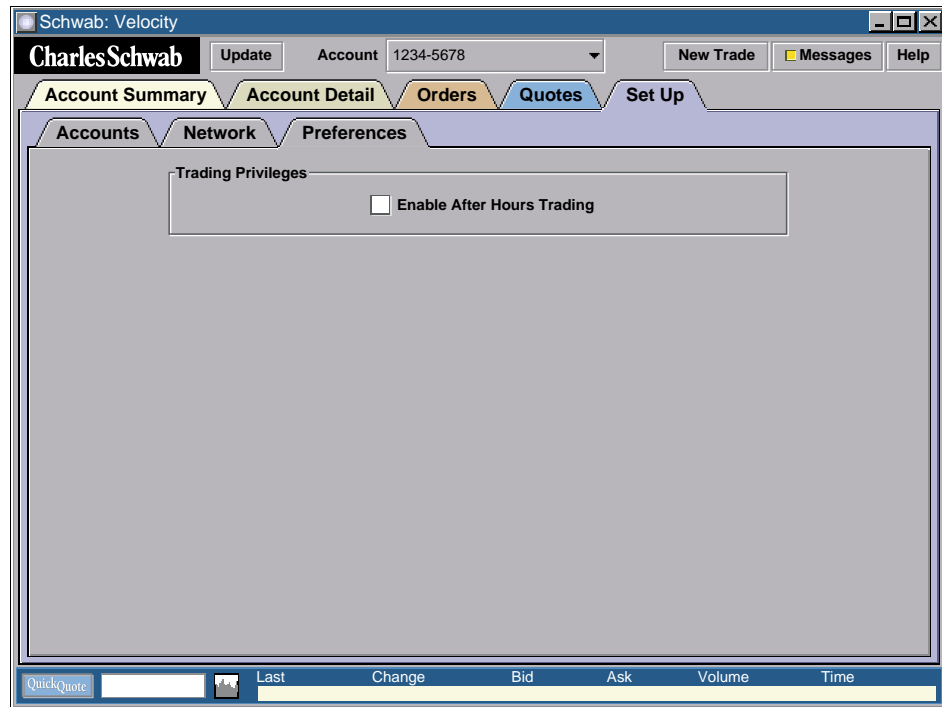 Schwab: Velocity
CharlesSchwab Update Account 1234-5678 New Trade Messages Help
Account Summary Account Detail Orders Quotes Set Up
Accounts Network Preferences
Trading Privileges
Enable After Hours Trading
Last Change Bid Ask Volume Time
QuickQuote